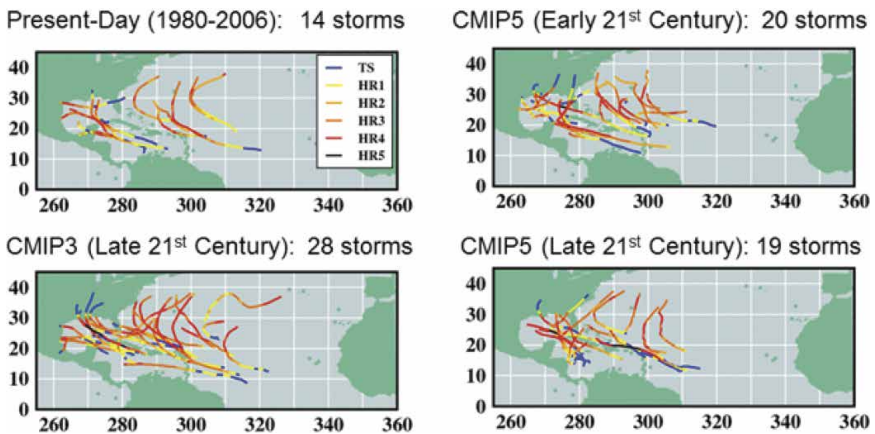 Present-Day (1980-2006): 14 storms
CMIP5 (Early 21st Century): 20 storms
40
30
20
10
0
260 280 300 320 340 360
TS
HR1
HR2
HR3
HR4
HR5
40
30
20
10
0
260 280 300 320 340 360
CMIP3 (Late 21st Century): 28 storms
CMIP5 (Late 21st Century): 19 storms
40
30
20
10
0
260 280 300 320 340 360
40
30
20
10
0
260 280 300 320 340 360